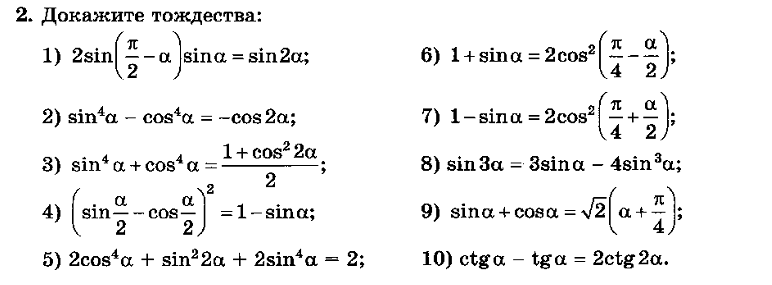 2. Докажите тождества:
1) 2sin(π/2 − α)sinα = sin2α;
2) sin⁴α − cos⁴α = −cos2α;
3) sin⁴α + cos⁴α = (1 + cos²2α)/2;
4) (sin α/2 − cos α/2)² = 1 − sinα;
5) 2cos⁴α + sin²2α + 2sin⁴α = 2;
6) 1 + sinα = 2cos²(π/4 − α/2);
7) 1 − sinα = 2cos²(π/4 + α/2);
8) sin3α = 3sinα − 4sin³α;
9) sinα + cosα = √2(α + π/4);
10) ctgα − tgα = 2ctg2α.